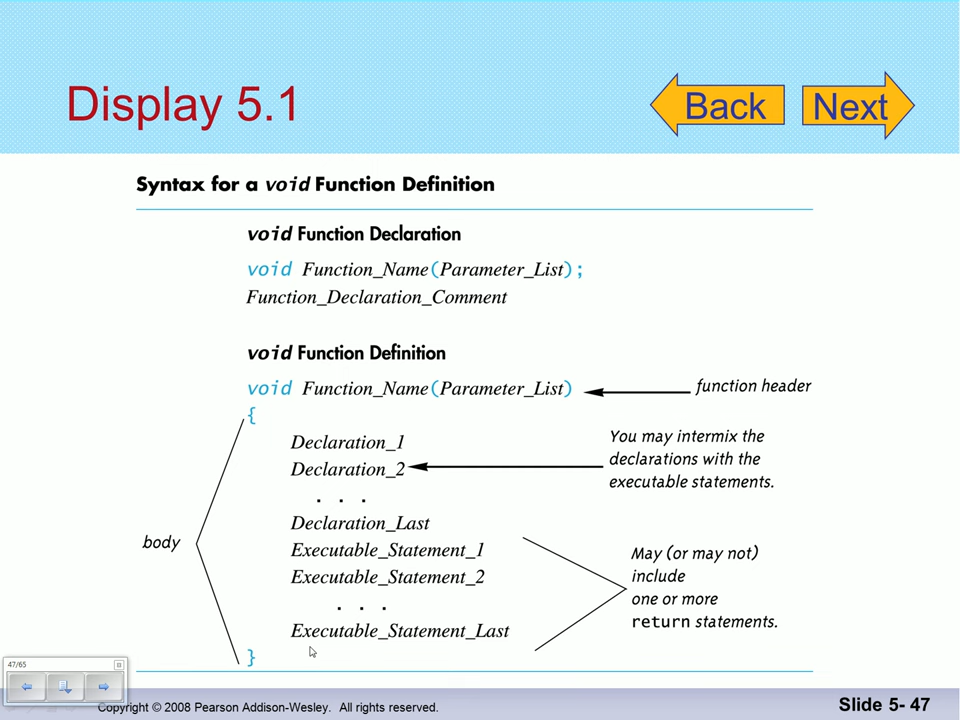 Display 5.1
Back
Next
Syntax for a void Function Definition
void Function Declaration
void Function_Name(Parameter_List);
Function_Declaration_Comment
void Function Definition
void Function_Name(Parameter_List)
function header
{
Declaration_1
Declaration_2
. . .
Declaration_Last
Executable_Statement_1
Executable_Statement_2
. . .
Executable_Statement_Last
}
body
You may intermix the
declarations with the
executable statements.
May (or may not)
include
one or more
return statements.
47/65
Copyright © 2008 Pearson Addison-Wesley. All rights reserved.
Slide 5- 47